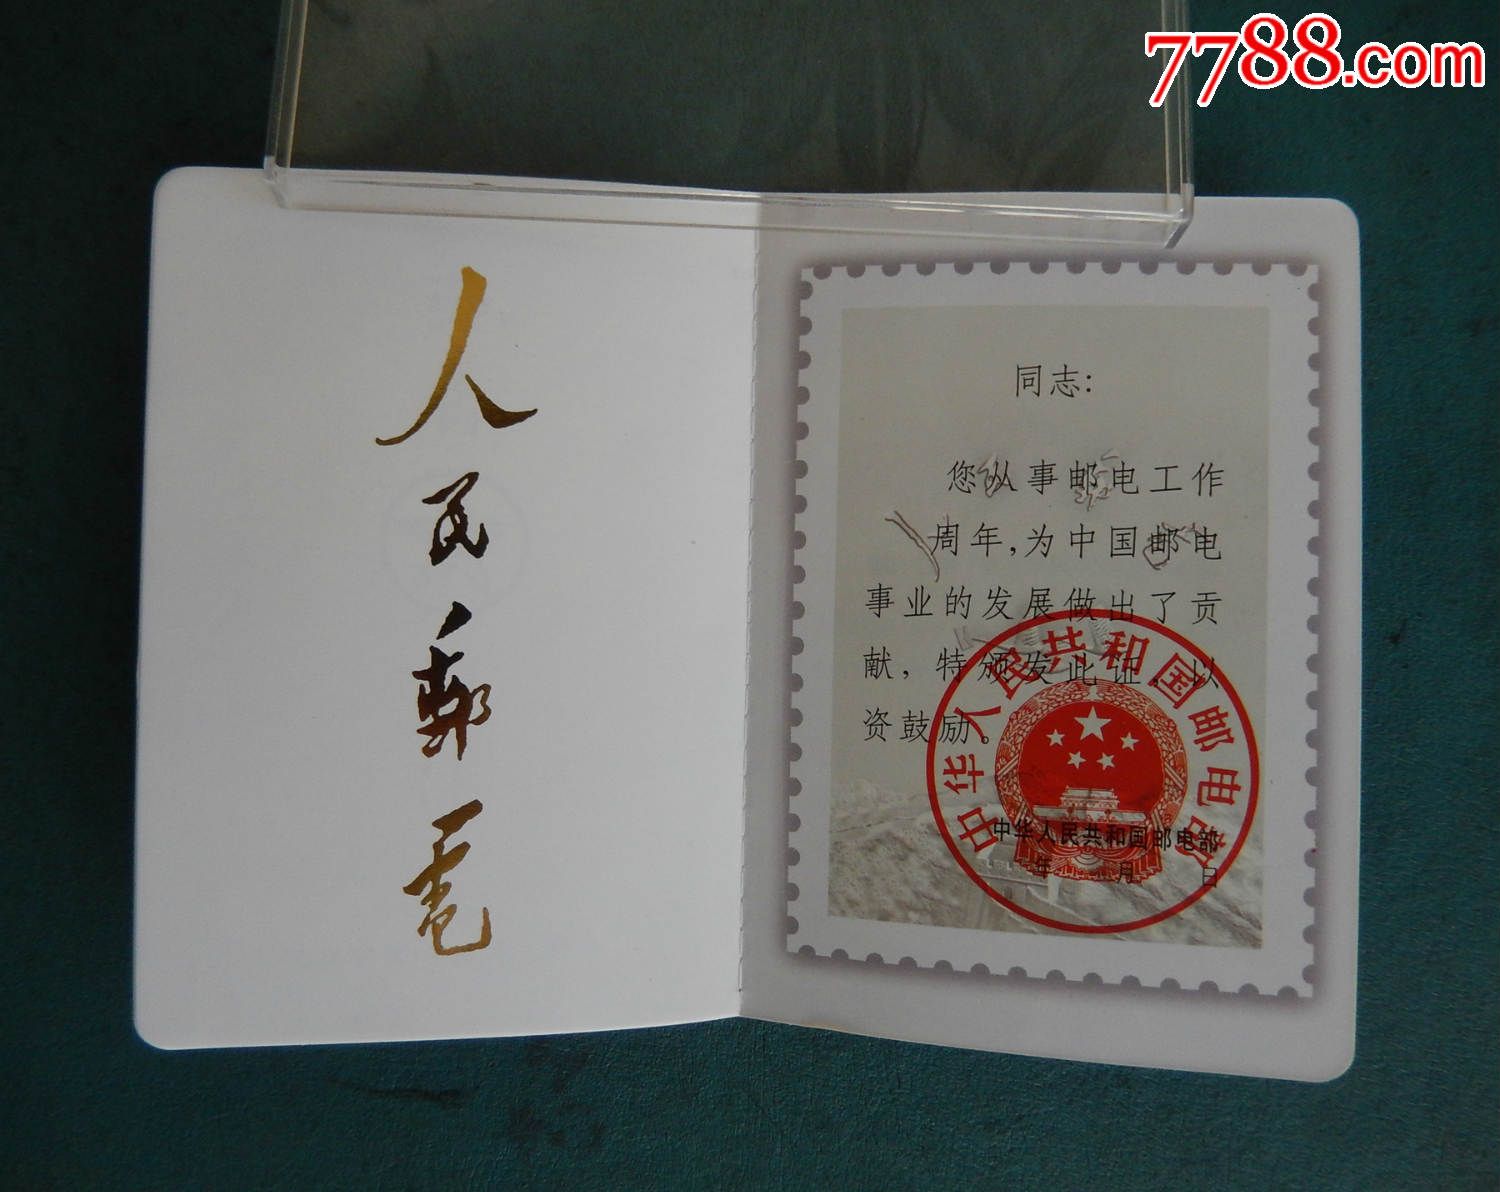 7788.com
人民邮电
同志：
您从事邮电工作
周年，为中国邮电
事业的发展做出了贡
献，特颁发此证，以
资鼓励。
中华人民共和国邮电部
中华人民共和国邮电部
年 月 日